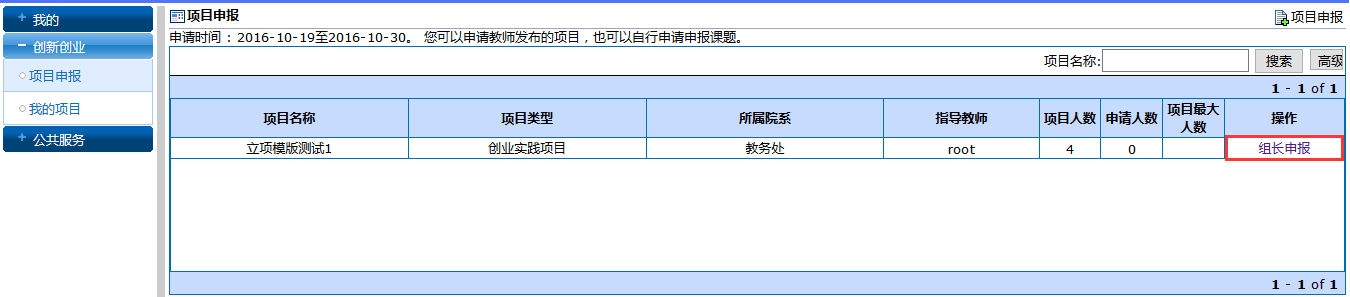 我的
创新创业
项目申报
我的项目
公共服务
项目申报
项目申报
申请时间：2016-10-19至2016-10-30。 您可以申请教师发布的项目，也可以自行申请申报课题。
项目名称: 搜索 高级
1 - 1 of 1
项目名称 项目类型 所属院系 指导教师 项目人数 申请人数 项目最大人数 操作
立项模版测试1 创业实践项目 教务处 root 4 0 组长申报
1 - 1 of 1